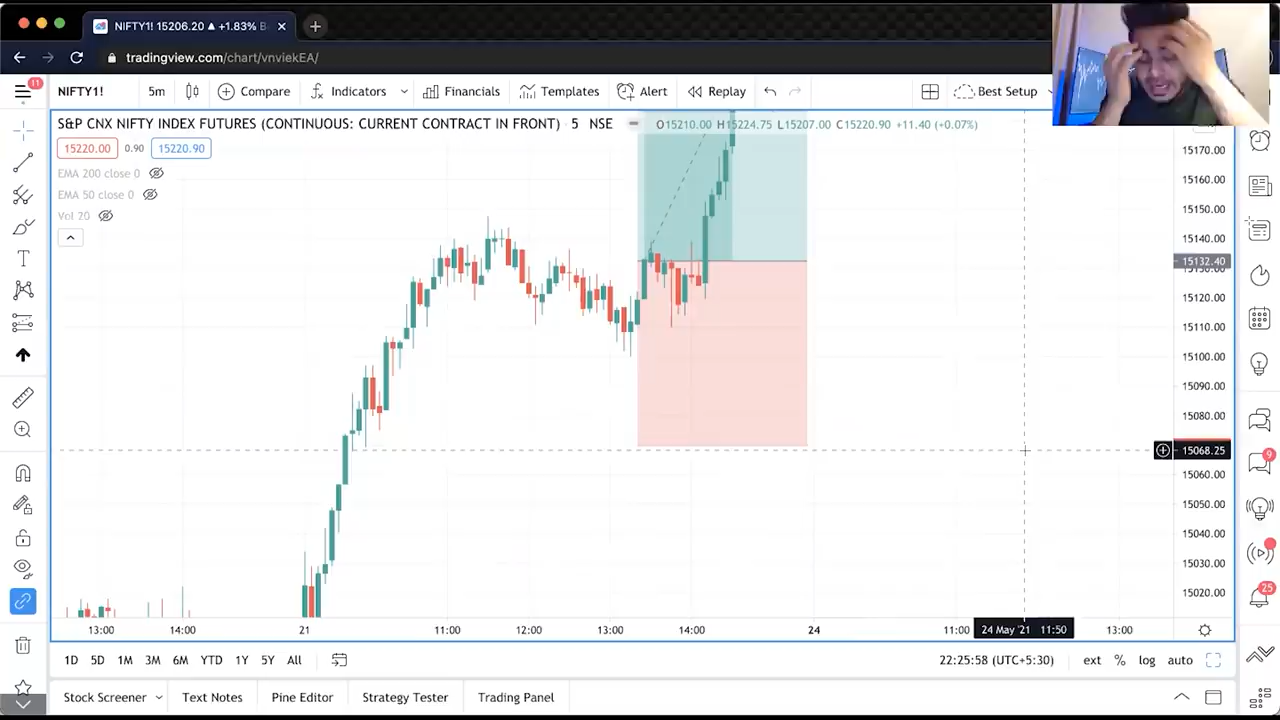 NIFTY1! 15206.20 ▲ +1.83% B
tradingview.com/chart/vnviekEA/
11 NIFTY1! 5m Compare Indicators Financials Templates Alert Replay Best Setup
S&P CNX NIFTY INDEX FUTURES (CONTINUOUS: CURRENT CONTRACT IN FRONT) · 5 NSE O15210.00 H15224.75 L15207.00 C15220.90 +11.40 (+0.07%)
15220.00 0.90 15220.90
EMA 200 close 0
EMA 50 close 0
Vol 20
15170.00
15160.00
15150.00
15140.00
15132.40
15130.00
15120.00
15110.00
15100.00
15090.00
15080.00
15068.25
15060.00
15050.00
15040.00
15030.00
15020.00
9
25
13:00 14:00 21 11:00 12:00 13:00 14:00 24 11:00 24 May '21 11:50 13:00
1D 5D 1M 3M 6M YTD 1Y 5Y All 22:25:58 (UTC+5:30) ext % log auto
Stock Screener Text Notes Pine Editor Strategy Tester Trading Panel